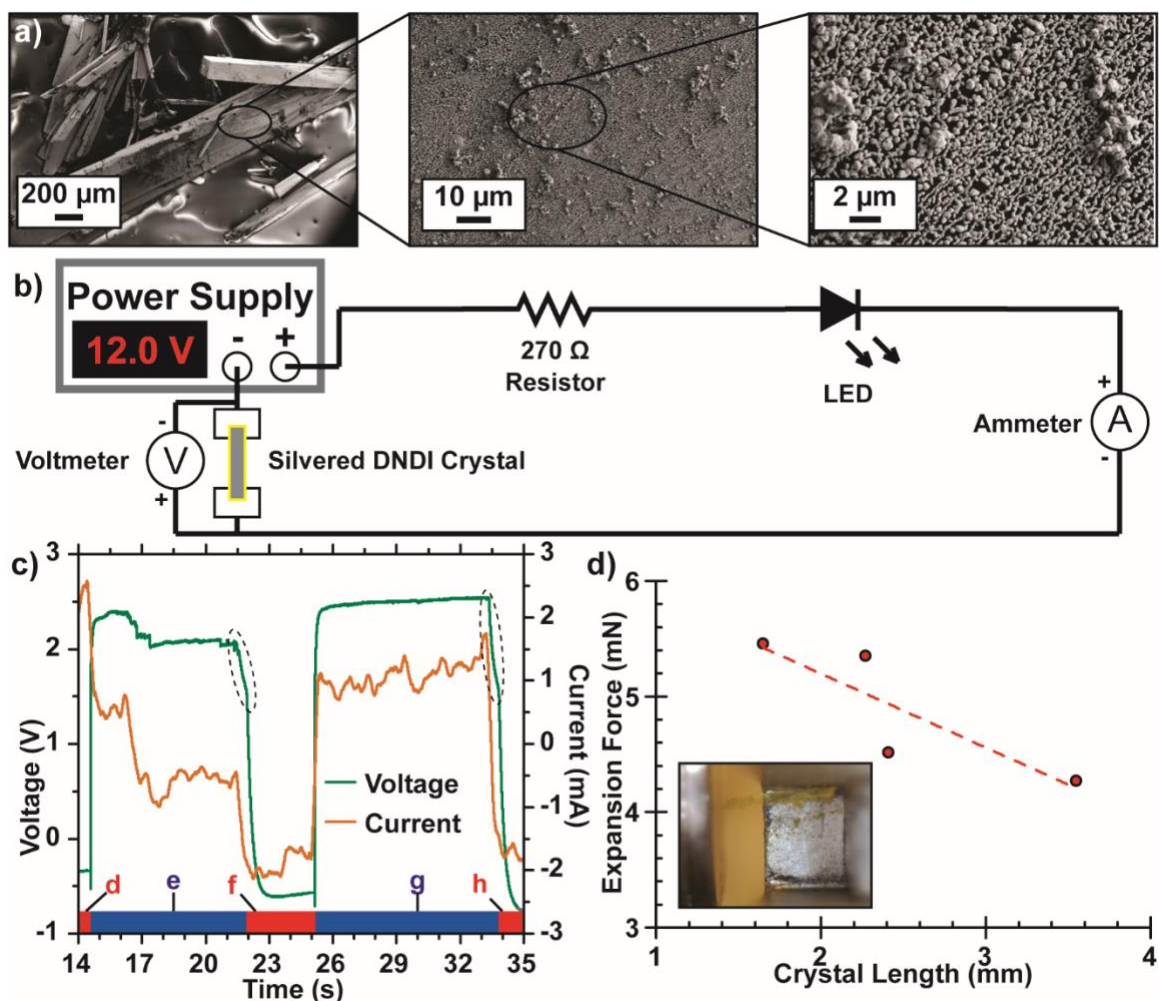 a)
200 µm
10 µm
2 µm
b)
Power Supply
12.0 V
- +
270 Ω
Resistor
LED
+
Ammeter A
-
-
Voltmeter V
+
Silvered DNDI Crystal
c)
3
2
1
0
-1
Voltage (V)
3
2
1
0
-1
-2
-3
Current (mA)
Voltage
Current
d e f g h
14 17 20 23 26 29 32 35
Time (s)
d)
6
5
4
3
Expansion Force (mN)
1 2 3 4
Crystal Length (mm)